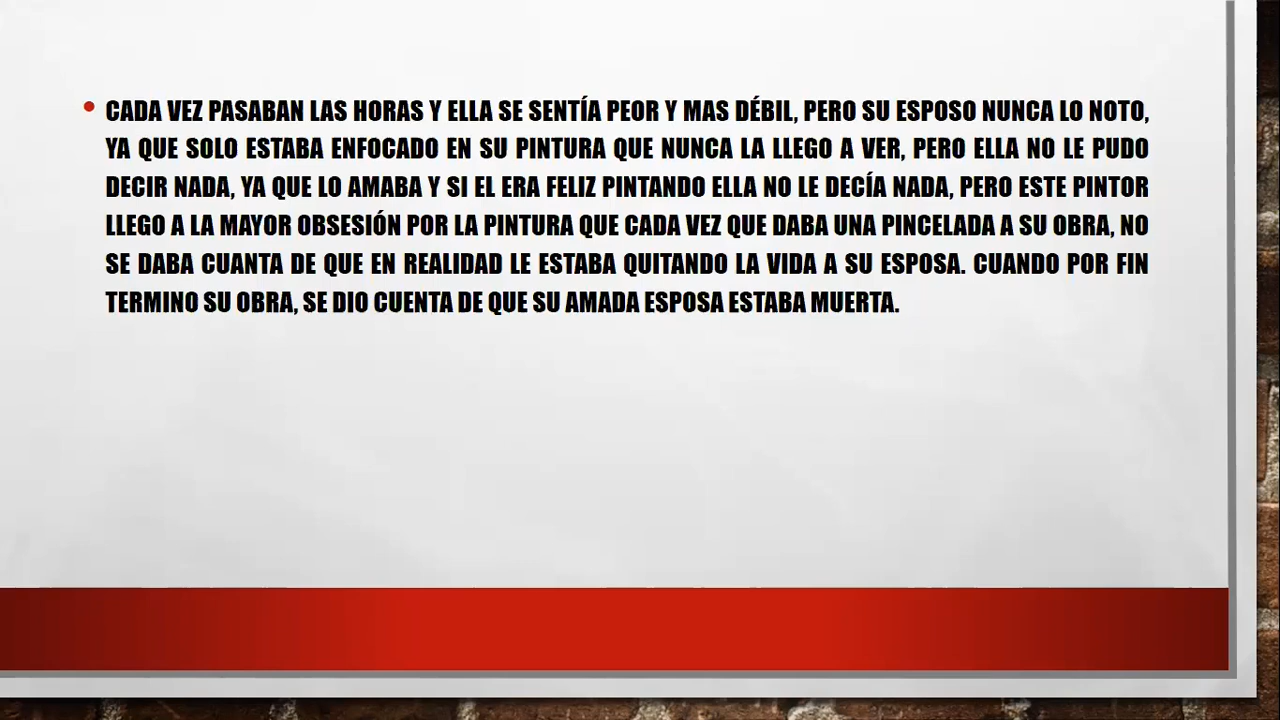 CADA VEZ PASABAN LAS HORAS Y ELLA SE SENTÍA PEOR Y MAS DÉBIL, PERO SU ESPOSO NUNCA LO NOTO,
YA QUE SOLO ESTABA ENFOCADO EN SU PINTURA QUE NUNCA LA LLEGO A VER, PERO ELLA NO LE PUDO
DECIR NADA, YA QUE LO AMABA Y SI EL ERA FELIZ PINTANDO ELLA NO LE DECÍA NADA, PERO ESTE PINTOR
LLEGO A LA MAYOR OBSESIÓN POR LA PINTURA QUE CADA VEZ QUE DABA UNA PINCELADA A SU OBRA, NO
SE DABA CUANTA DE QUE EN REALIDAD LE ESTABA QUITANDO LA VIDA A SU ESPOSA. CUANDO POR FIN
TERMINO SU OBRA, SE DIO CUENTA DE QUE SU AMADA ESPOSA ESTABA MUERTA.